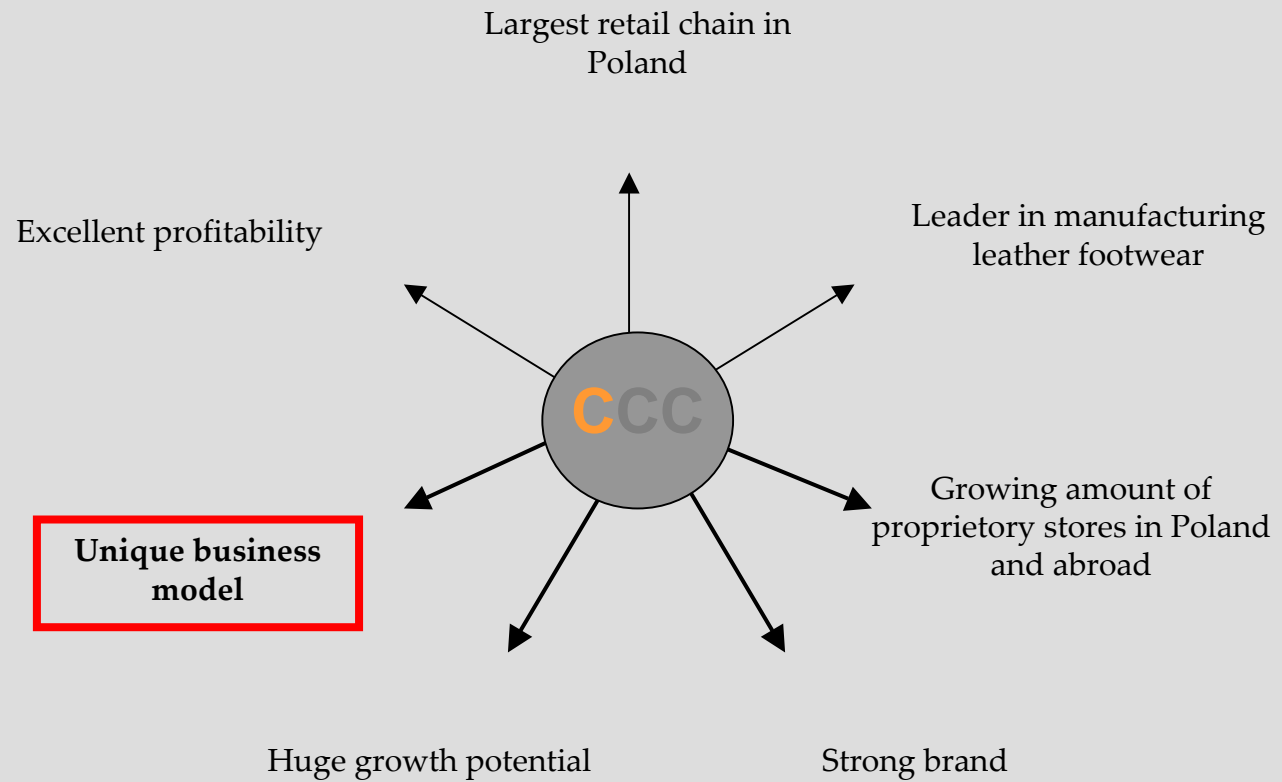 Largest retail chain in
Poland
Excellent profitability
Leader in manufacturing
leather footwear
CCC
Unique business
model
Growing amount of
proprietory stores in Poland
and abroad
Huge growth potential
Strong brand